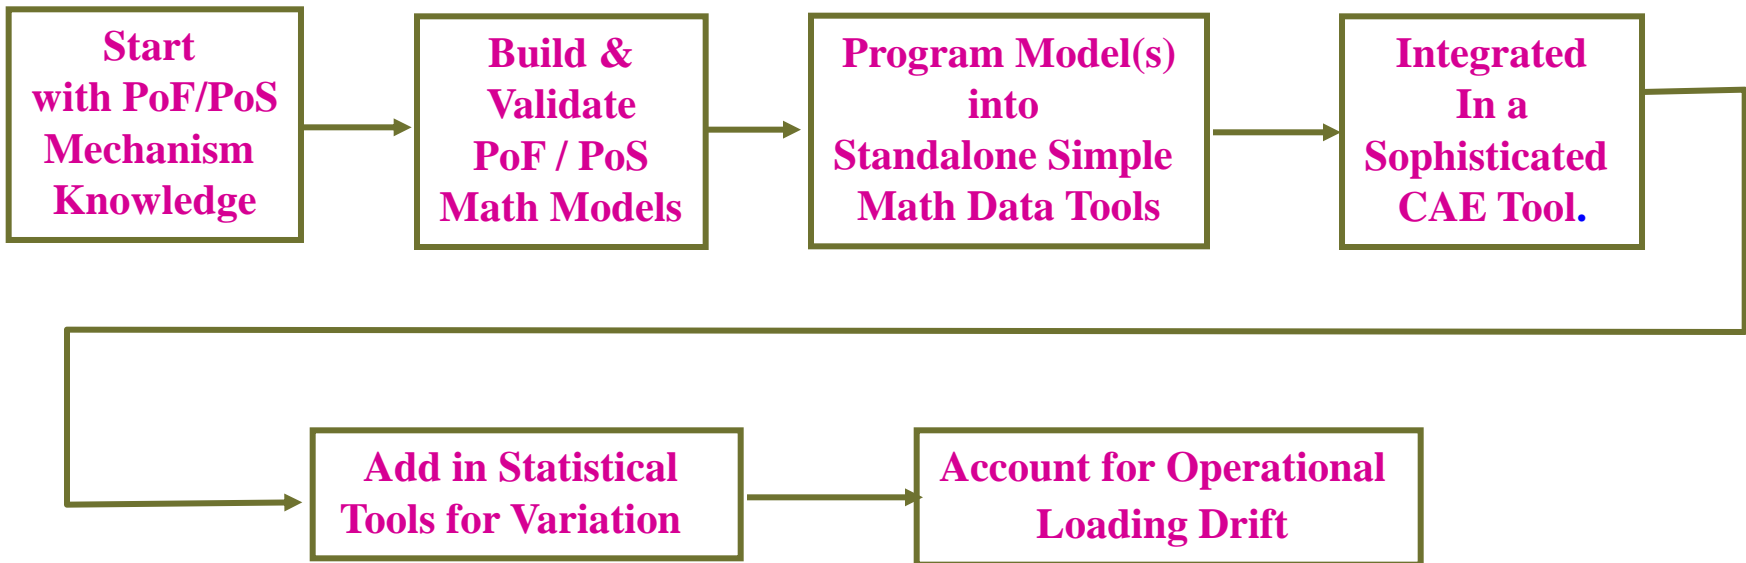 Start
with PoF/PoS
Mechanism
Knowledge
Build &
Validate
PoF / PoS
Math Models
Program Model(s)
into
Standalone Simple
Math Data Tools
Integrated
In a
Sophisticated
CAE Tool.
Add in Statistical
Tools for Variation
Account for Operational
Loading Drift